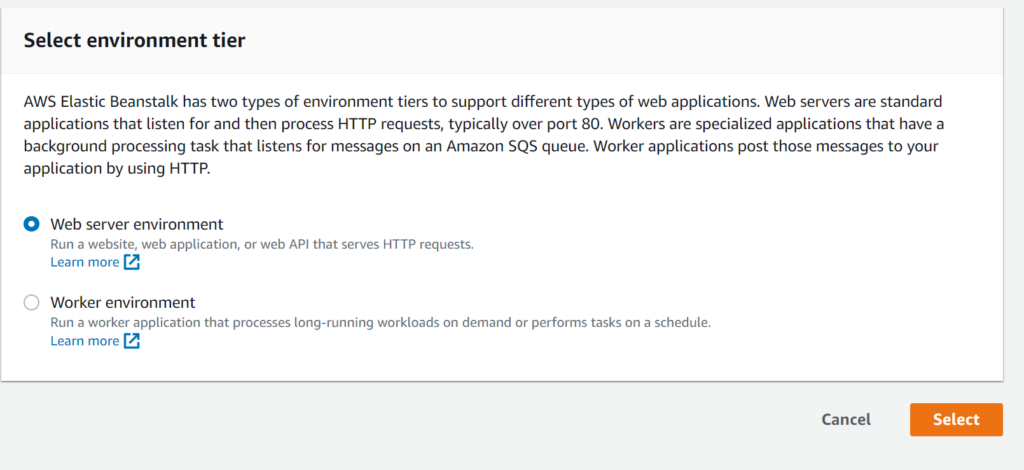 Select environment tier
AWS Elastic Beanstalk has two types of environment tiers to support different types of web applications. Web servers are standard
applications that listen for and then process HTTP requests, typically over port 80. Workers are specialized applications that have a
background processing task that listens for messages on an Amazon SQS queue. Worker applications post those messages to your
application by using HTTP.
Web server environment
Run a website, web application, or web API that serves HTTP requests.
Learn more
Worker environment
Run a worker application that processes long-running workloads on demand or performs tasks on a schedule.
Learn more
Cancel
Select